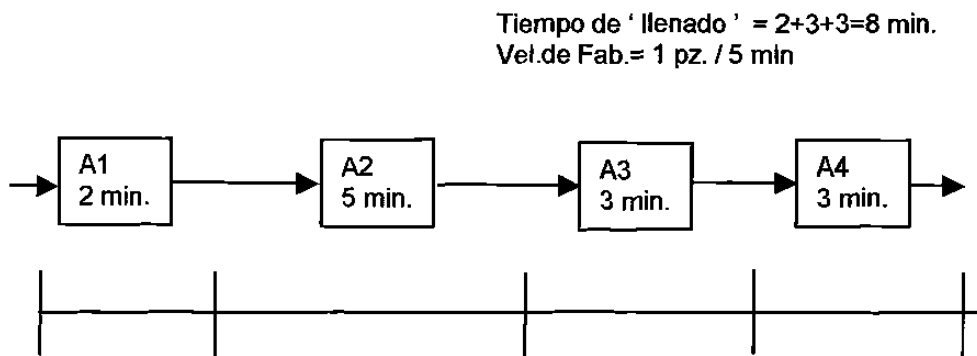 Tiempo de ‘ llenado ’ = 2+3+3=8 min.
Vel.de Fab.= 1 pz. / 5 min
A1
2 min.
A2
5 min.
A3
3 min.
A4
3 min.